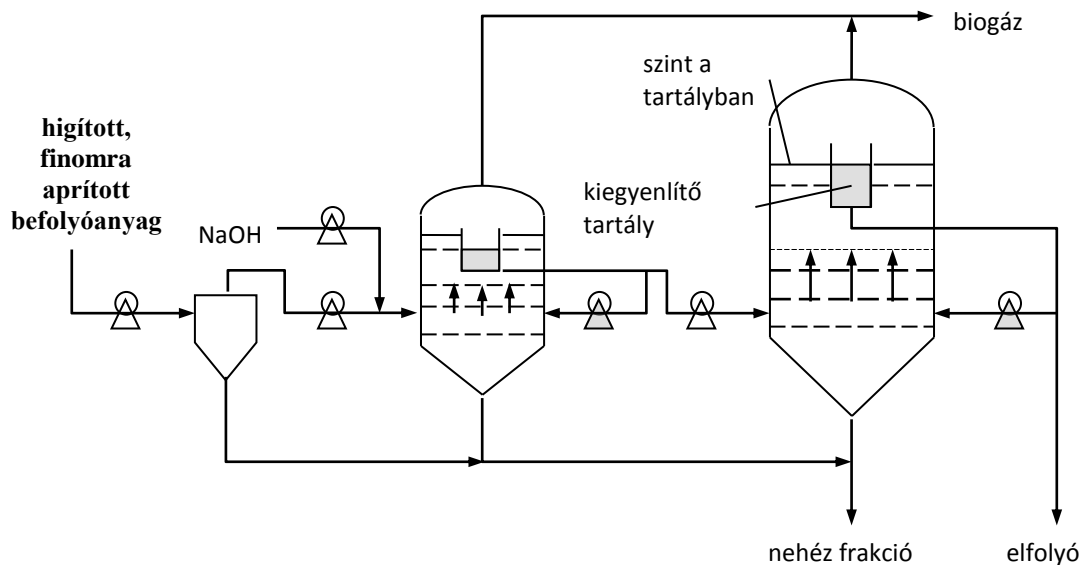 biogáz
szint a
tartályban
higított,
finomra
aprított
befolyóanyag
kiegyenlítő
tartály
NaOH
nehéz frakció
elfolyó